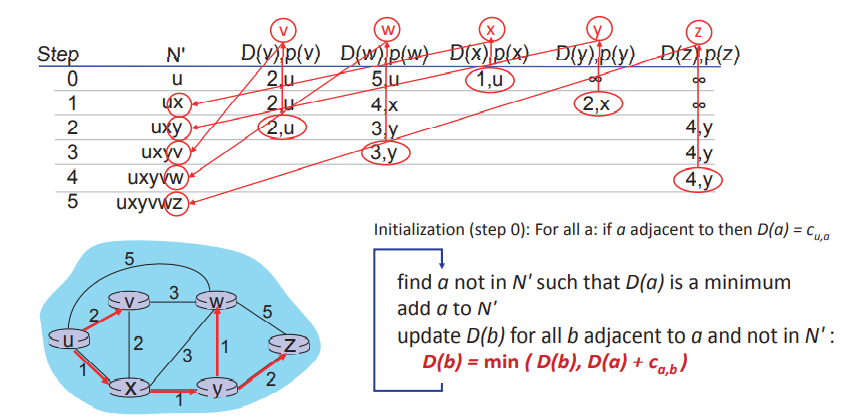 v w x y z
Step N' D(v),p(v) D(w),p(w) D(x),p(x) D(y),p(y) D(z),p(z)
0 u 2,u 5,u 1,u ∞ ∞
1 ux 2,u 4,x 2,x ∞
2 uxy 2,u 3,y 4,y
3 uxyv 3,y 4,y
4 uxyvw 4,y
5 uxyvwz
Initialization (step 0): For all a: if a adjacent to then D(a) = cu,a
find a not in N' such that D(a) is a minimum
add a to N'
update D(b) for all b adjacent to a and not in N' :
D(b) = min ( D(b), D(a) + ca,b )
5
v 3 w
2 5
u 2 3 1 z
1 2
x 1 y